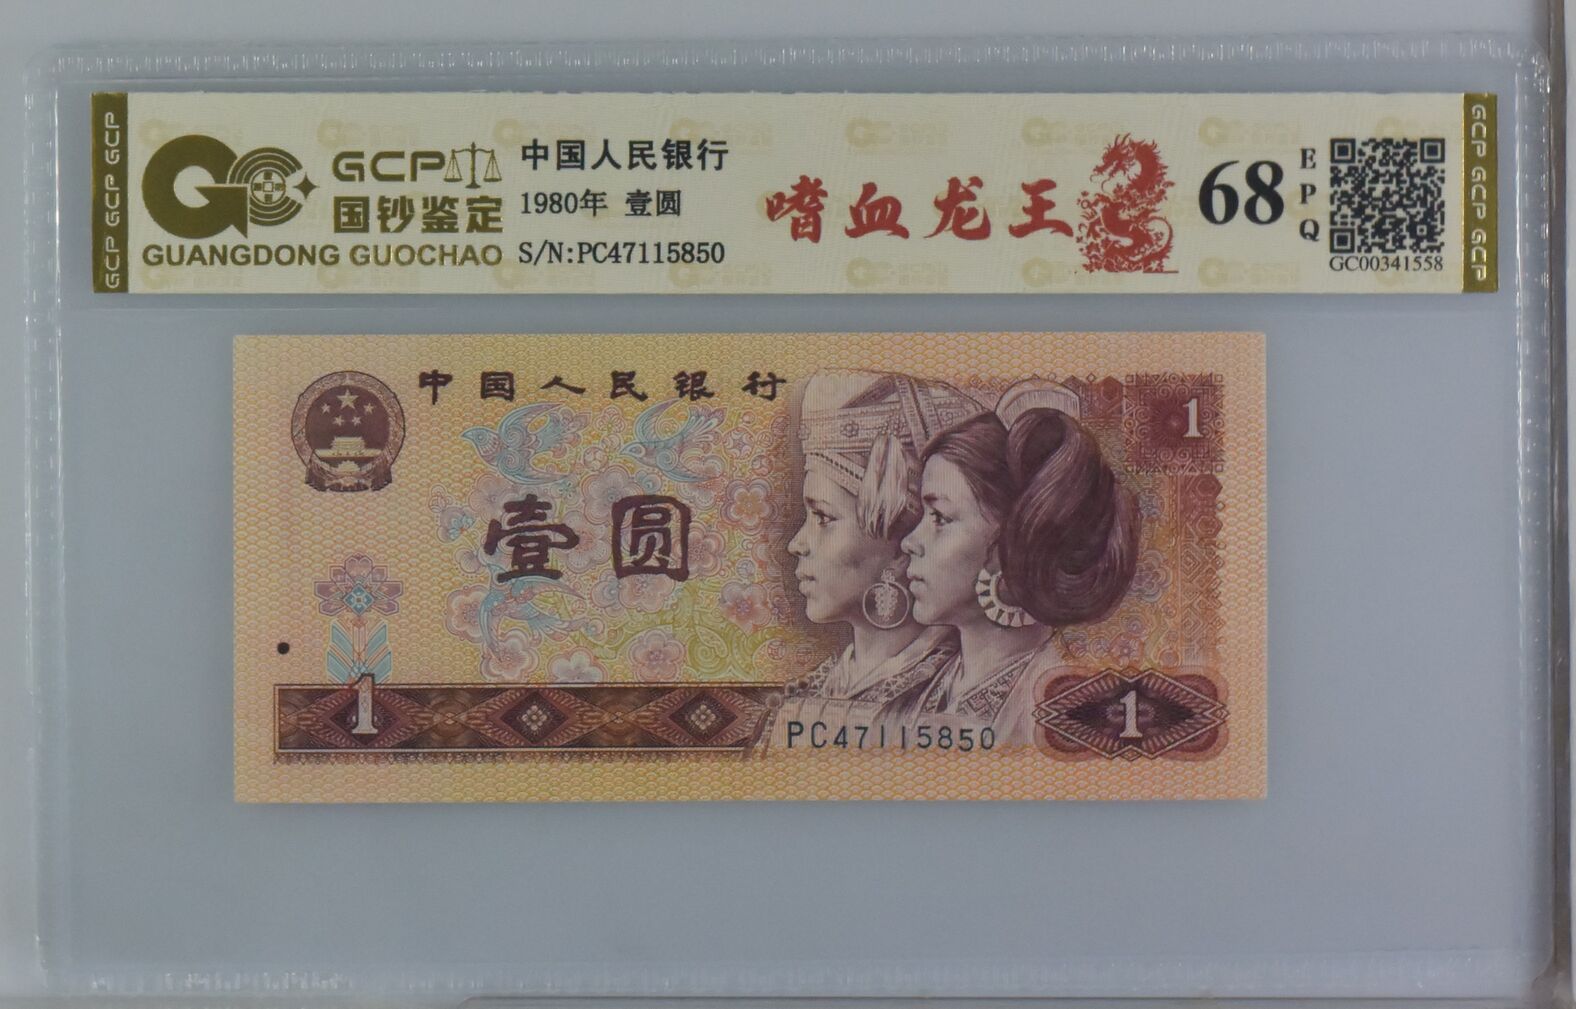 GCP GCP GCP
GCP
国钞鉴定
GUANGDONG GUOCHAO
中国人民银行
1980年 壹圆
S/N:PC47115850
嗜血龙王
68
EPQ
GC00341558
GCP GCP GCP
中国人民银行
1
壹圆
1
PC47115850
1